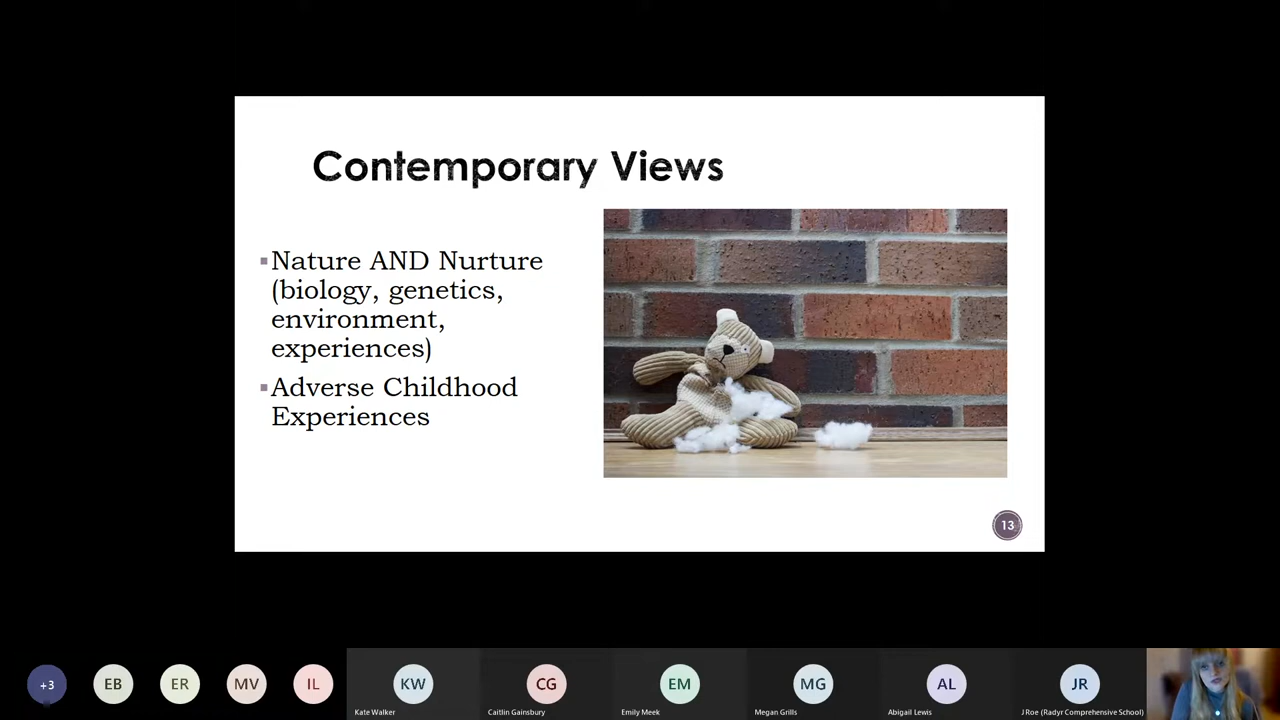 Contemporary Views
▪Nature AND Nurture
(biology, genetics,
environment,
experiences)
▪Adverse Childhood
Experiences
13
+3
EB
ER
MV
IL
KW
Kate Walker
CG
Caitlin Gainsbury
EM
Emily Meek
MG
Megan Grills
AL
Abigail Lewis
JR
J Roe (Radyr Comprehensive School)